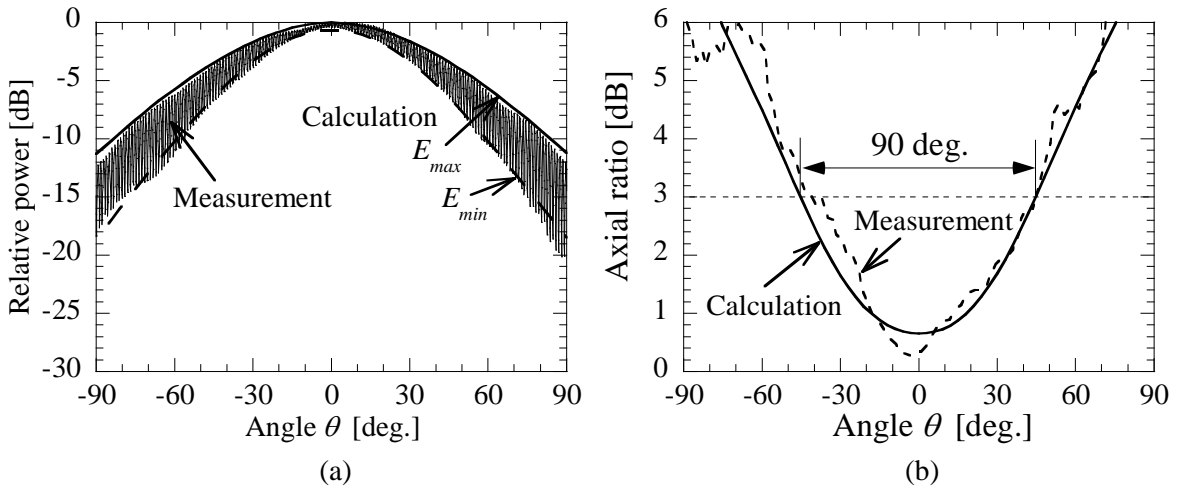 0
-5
-10
-15
-20
-25
-30
Relative power [dB]
Calculation
E_max
Measurement
E_min
-90 -60 -30 0 30 60 90
Angle θ [deg.]
(a)
6
5
4
3
2
1
0
Axial ratio [dB]
90 deg.
Measurement
Calculation
-90 -60 -30 0 30 60 90
Angle θ [deg.]
(b)